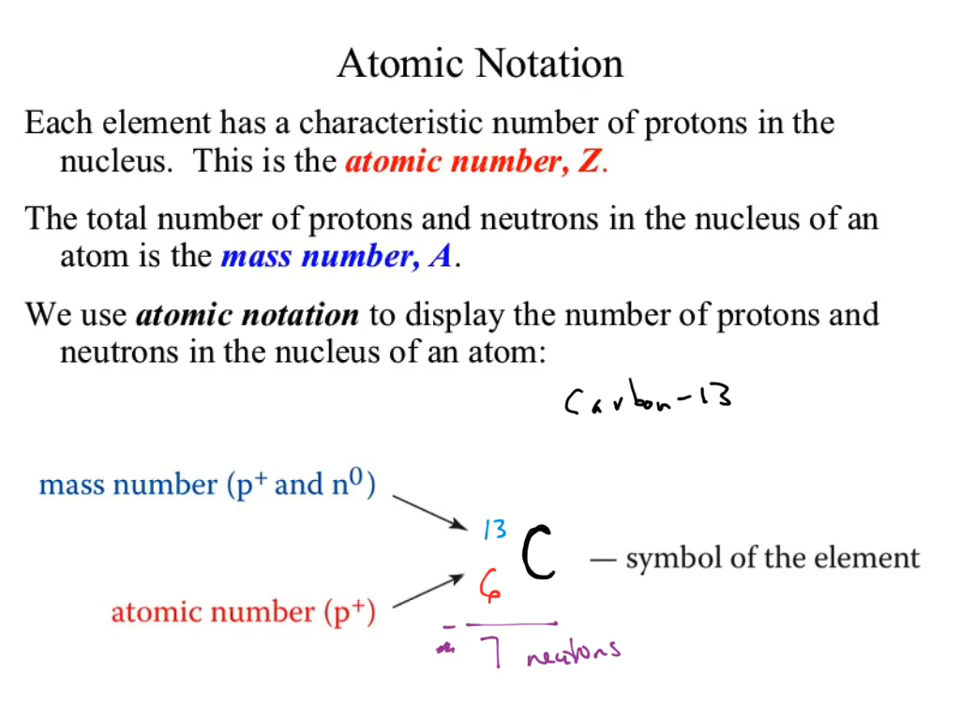 Atomic Notation
Each element has a characteristic number of protons in the
nucleus. This is the atomic number, Z.
The total number of protons and neutrons in the nucleus of an
atom is the mass number, A.
We use atomic notation to display the number of protons and
neutrons in the nucleus of an atom:
Carbon-13
mass number (p⁺ and n⁰)
13
C — symbol of the element
6
atomic number (p⁺)
7 neutrons